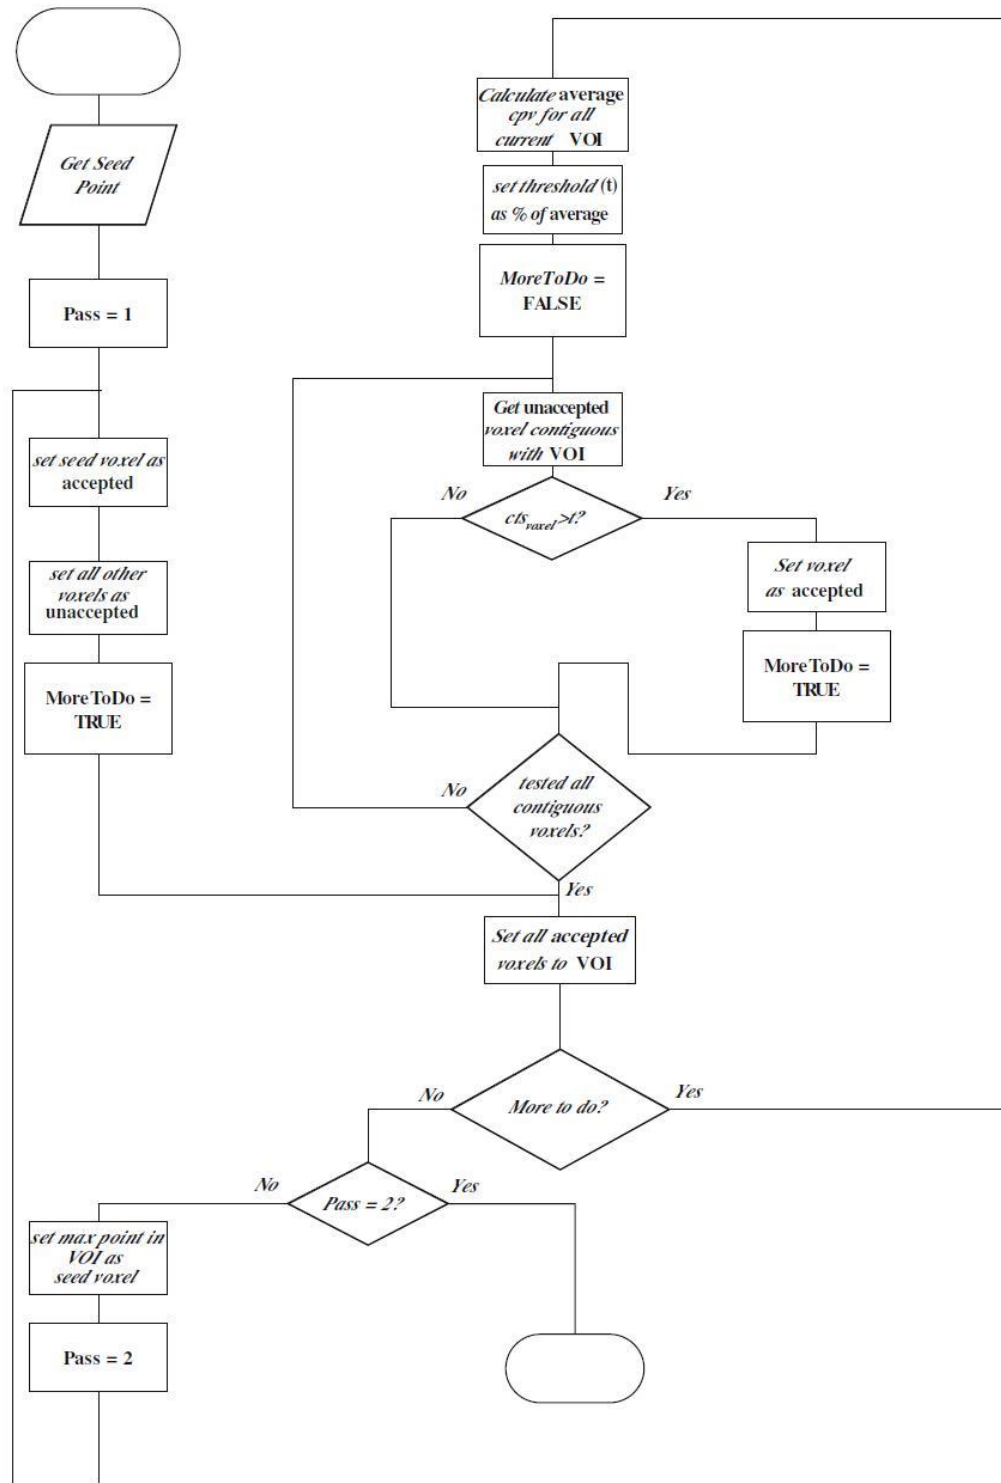 Get Seed
Point
Pass = 1
set seed voxel as
accepted
set all other
voxels as
unaccepted
MoreToDo =
TRUE
Calculate average
cpv for all
current VOI
set threshold (t)
as % of average
MoreToDo =
FALSE
Get unaccepted
voxel contiguous
with VOI
No
Yes
cts voxel >t?
Set voxel
as accepted
MoreToDo =
TRUE
No
tested all
contiguous
voxels?
Yes
Set all accepted
voxels to VOI
No
Yes
More to do?
No
Yes
Pass = 2?
set max point in
VOI as
seed voxel
Pass = 2